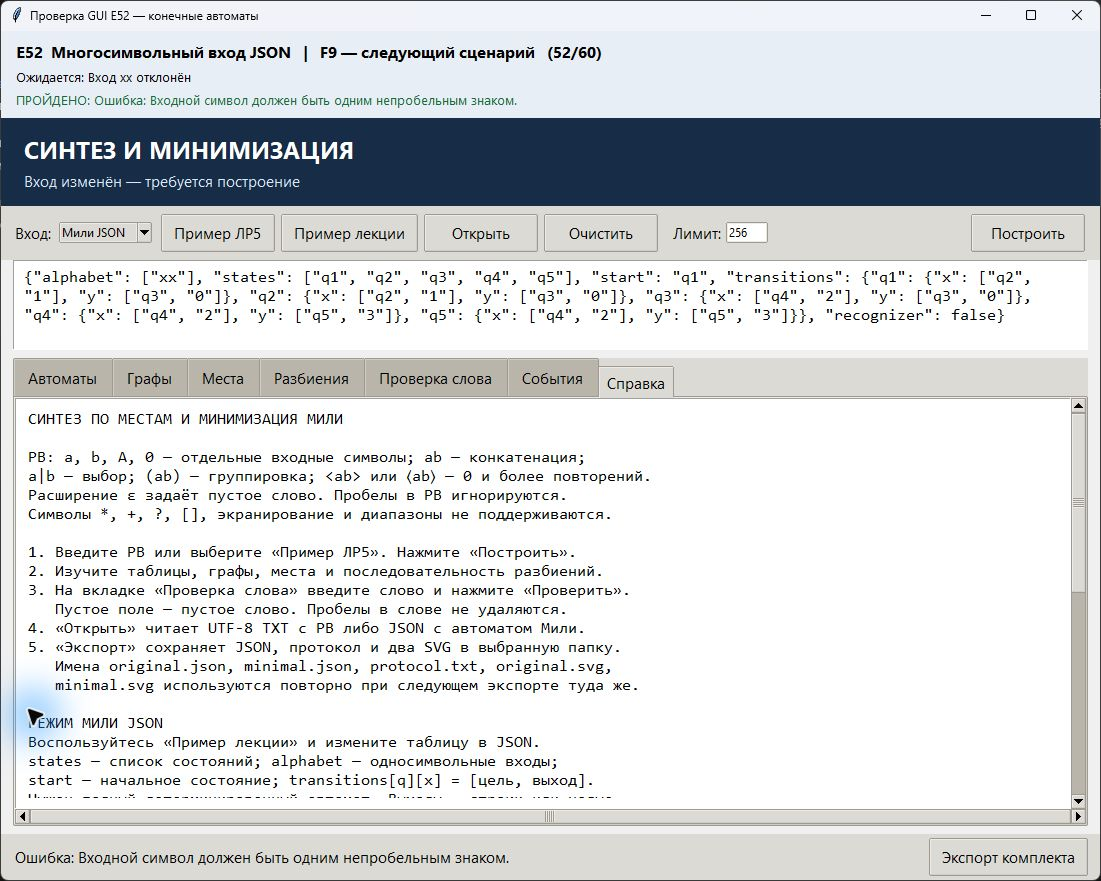 Проверка GUI E52 — конечные автоматы
E52 Многосимвольный вход JSON | F9 — следующий сценарий (52/60)
Ожидается: Вход xx отклонён
ПРОЙДЕНО: Ошибка: Входной символ должен быть одним непробельным знаком.
СИНТЕЗ И МИНИМИЗАЦИЯ
Вход изменён — требуется построение
Вход: Мили JSON Пример ЛР5 Пример лекции Открыть Очистить Лимит: 256 Построить
{"alphabet": ["xx"], "states": ["q1", "q2", "q3", "q4", "q5"], "start": "q1", "transitions": {"q1": {"x": ["q2",
"1"], "y": ["q3", "0"]}, "q2": {"x": ["q2", "1"], "y": ["q3", "0"]}, "q3": {"x": ["q4", "2"], "y": ["q3", "0"]},
"q4": {"x": ["q4", "2"], "y": ["q5", "3"]}, "q5": {"x": ["q4", "2"], "y": ["q5", "3"]}}, "recognizer": false}
Автоматы Графы Места Разбиения Проверка слова События Справка
СИНТЕЗ ПО МЕСТАМ И МИНИМИЗАЦИЯ МИЛИ
РВ: a, b, A, 0 — отдельные входные символы; ab — конкатенация;
a|b — выбор; (ab) — группировка; <ab> или ⟨ab⟩ — 0 и более повторений.
Расширение ε задаёт пустое слово. Пробелы в РВ игнорируются.
Символы *, +, ?, [], экранирование и диапазоны не поддерживаются.
1. Введите РВ или выберите «Пример ЛР5». Нажмите «Построить».
2. Изучите таблицы, графы, места и последовательность разбиений.
3. На вкладке «Проверка слова» введите слово и нажмите «Проверить».
Пустое поле — пустое слово. Пробелы в слове не удаляются.
4. «Открыть» читает UTF-8 TXT с РВ либо JSON с автоматом Мили.
5. «Экспорт» сохраняет JSON, протокол и два SVG в выбранную папку.
Имена original.json, minimal.json, protocol.txt, original.svg,
minimal.svg используются повторно при следующем экспорте туда же.
РЕЖИМ МИЛИ JSON
Воспользуйтесь «Пример лекции» и измените таблицу в JSON.
states — список состояний; alphabet — односимвольные входы;
start — начальное состояние; transitions[q][x] = [цель, выход].
Ошибка: Входной символ должен быть одним непробельным знаком.
Экспорт комплекта